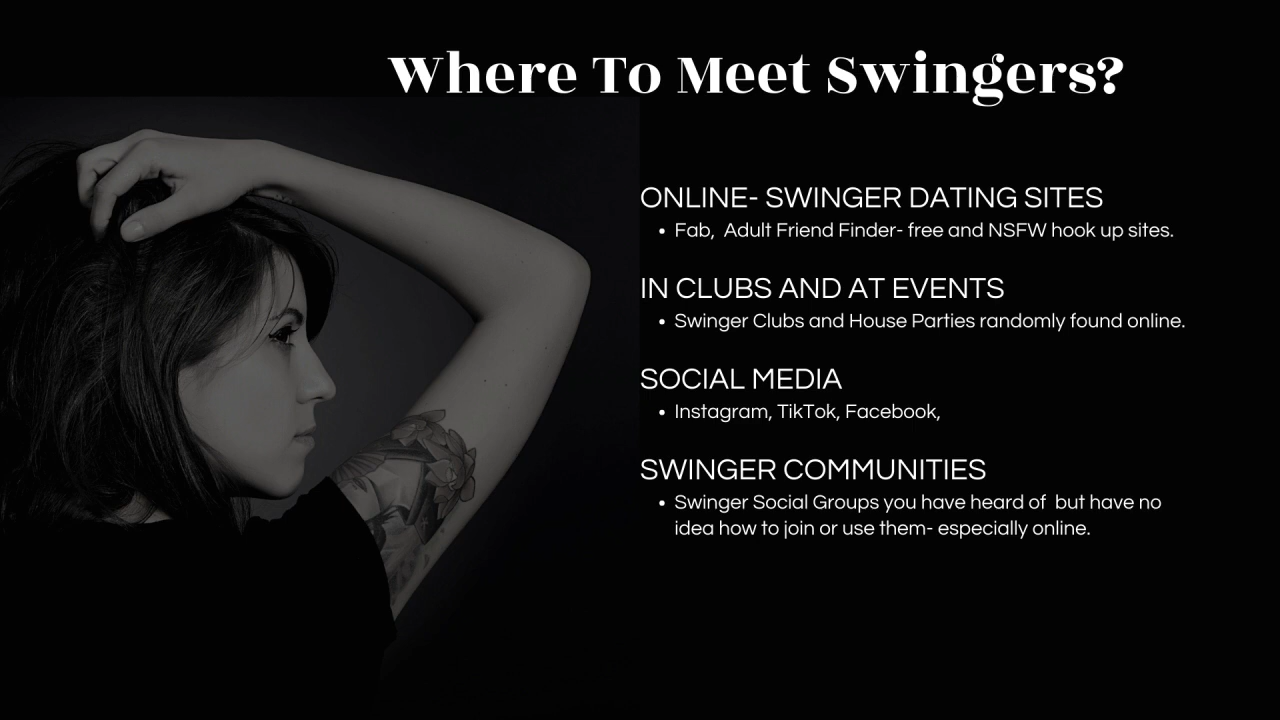 Where To Meet Swingers?
ONLINE- SWINGER DATING SITES
• Fab,  Adult Friend Finder- free and NSFW hook up sites.
IN CLUBS AND AT EVENTS
• Swinger Clubs and House Parties randomly found online.
SOCIAL MEDIA
• Instagram, TikTok, Facebook,
SWINGER COMMUNITIES
• Swinger Social Groups you have heard of  but have no
idea how to join or use them- especially online.